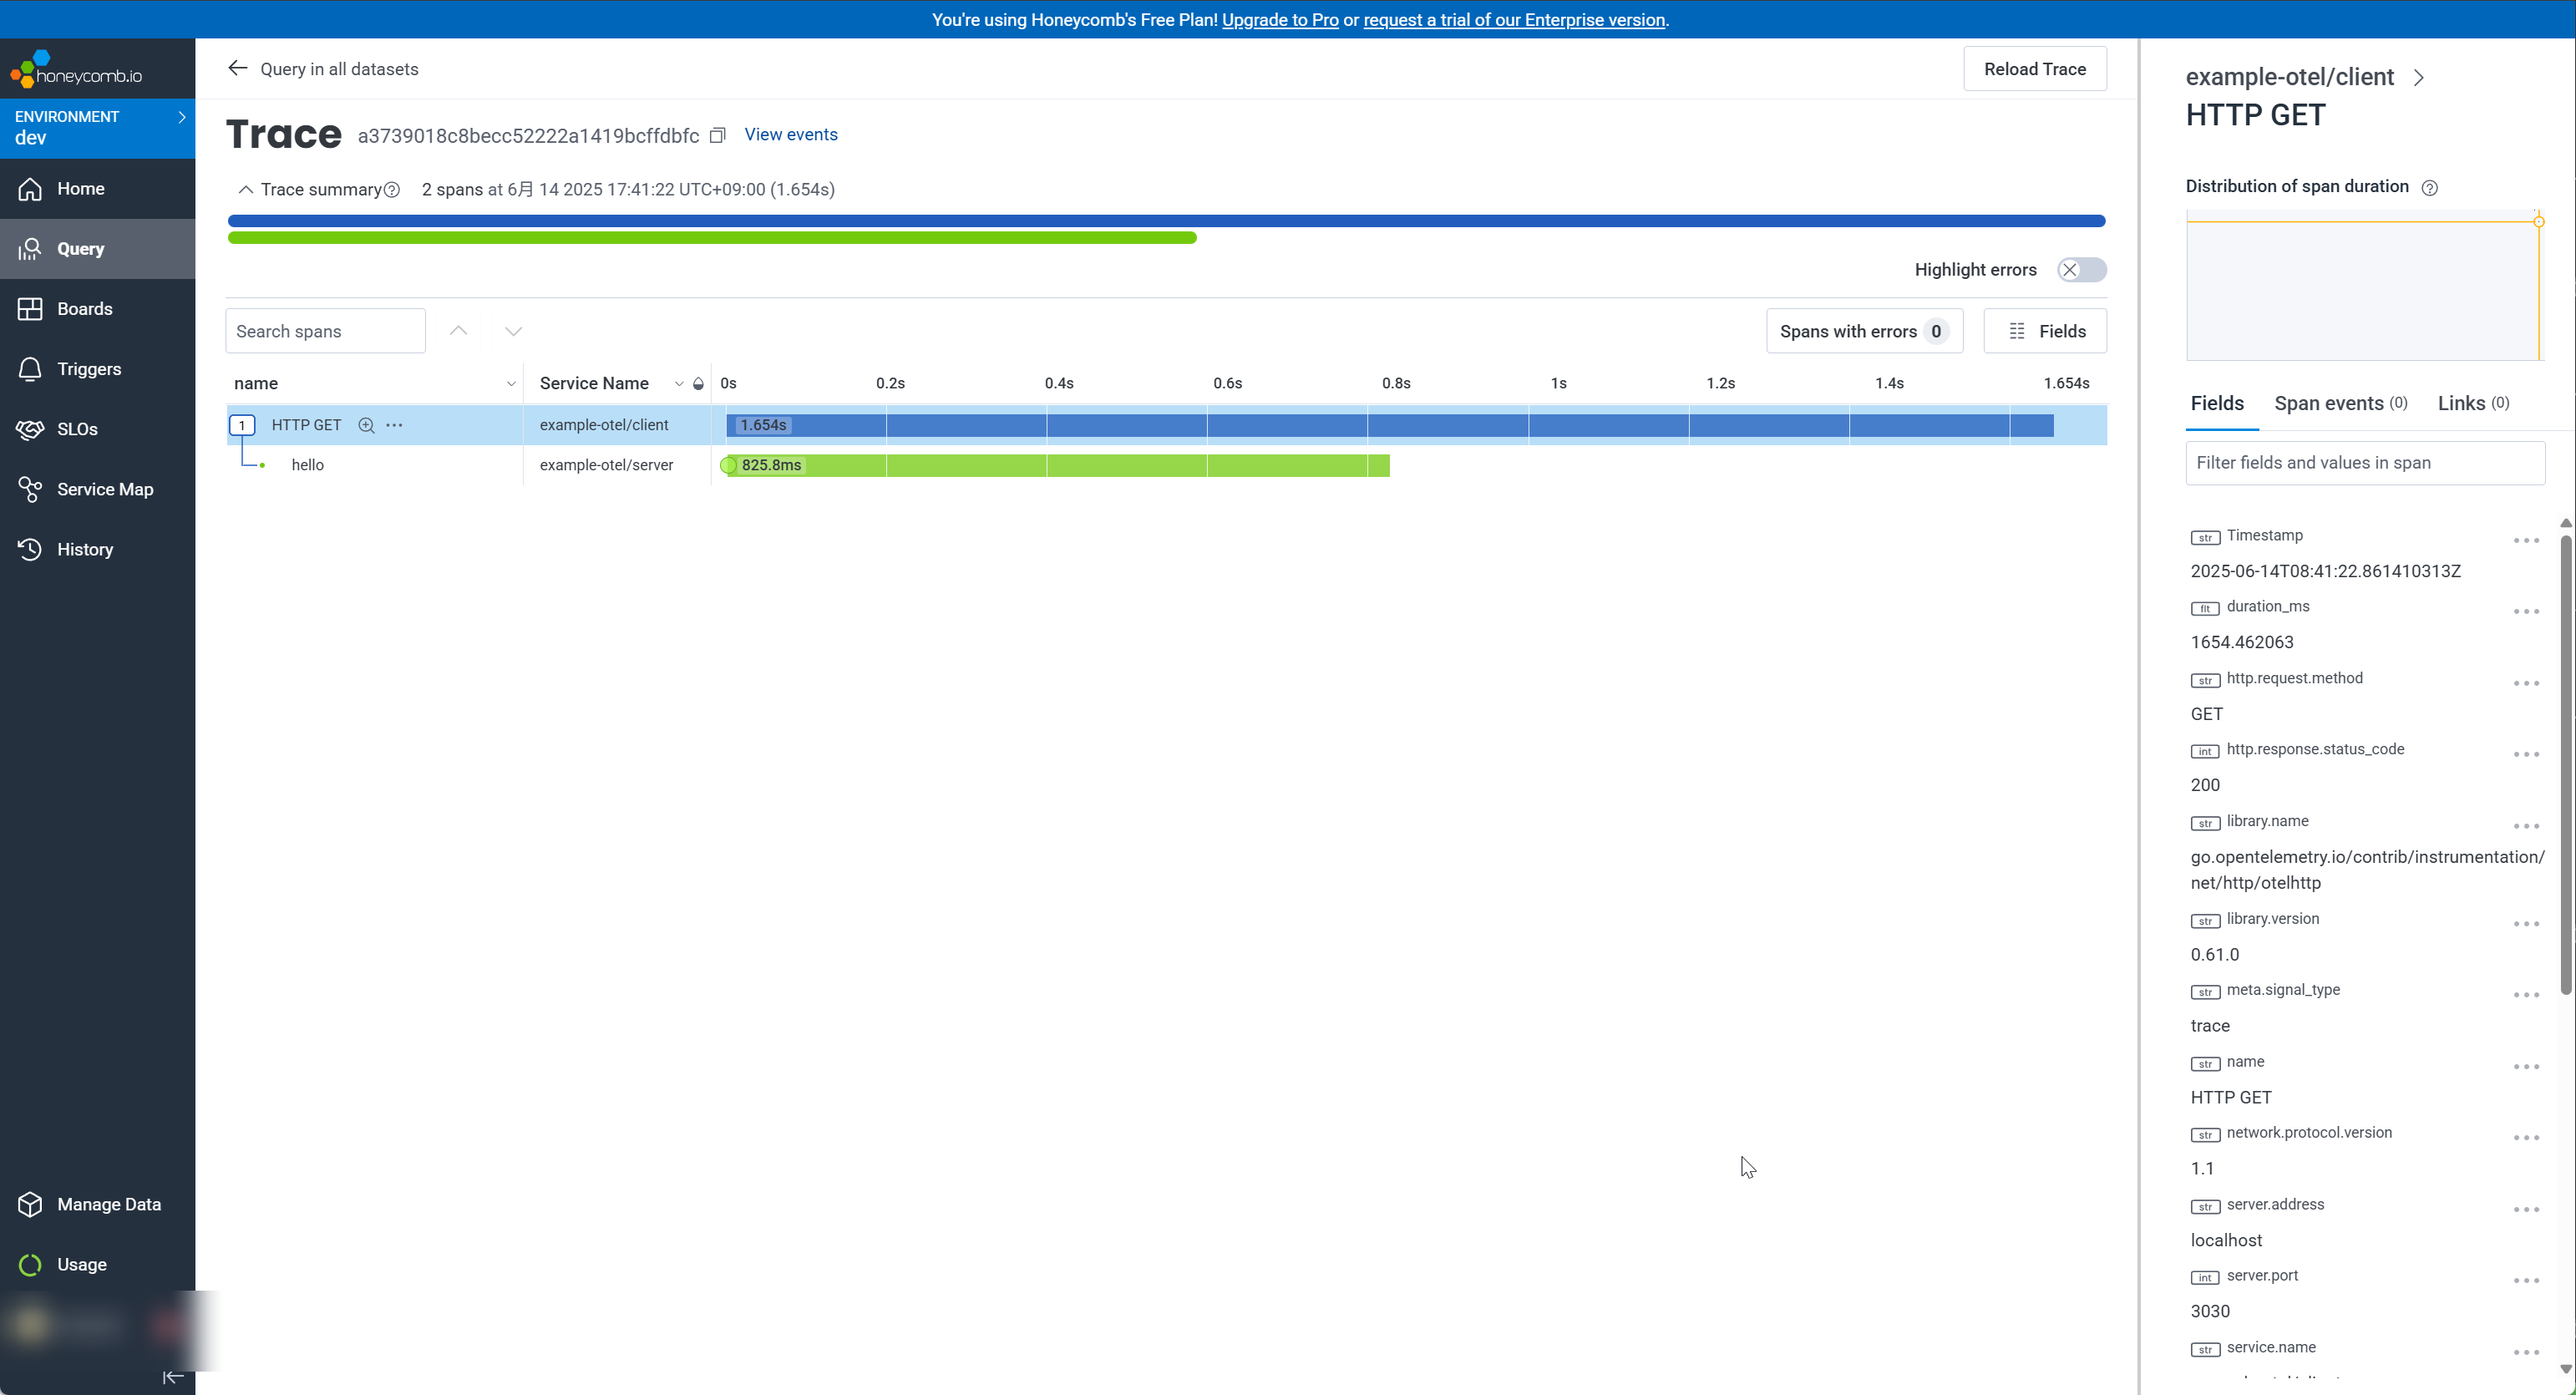 You're using Honeycomb's Free Plan! Upgrade to Pro or request a trial of our Enterprise version.
honeycomb.io
ENVIRONMENT
dev
Home
Query
Boards
Triggers
SLOs
Service Map
History
Manage Data
Usage
Query in all datasets
Reload Trace
Trace a3739018c8becc52222a1419bcffdbfc View events
Trace summary 2 spans at 6月 14 2025 17:41:22 UTC+09:00 (1.654s)
Highlight errors
Search spans
Spans with errors 0
Fields
name Service Name 0s 0.2s 0.4s 0.6s 0.8s 1s 1.2s 1.4s 1.654s
1 HTTP GET example-otel/client 1.654s
hello example-otel/server 825.8ms
example-otel/client
HTTP GET
Distribution of span duration
Fields Span events (0) Links (0)
Filter fields and values in span
str Timestamp
2025-06-14T08:41:22.861410313Z
flt duration_ms
1654.462063
str http.request.method
GET
int http.response.status_code
200
str library.name
go.opentelemetry.io/contrib/instrumentation/
net/http/otelhttp
str library.version
0.61.0
str meta.signal_type
trace
str name
HTTP GET
str network.protocol.version
1.1
str server.address
localhost
int server.port
3030
str service.name